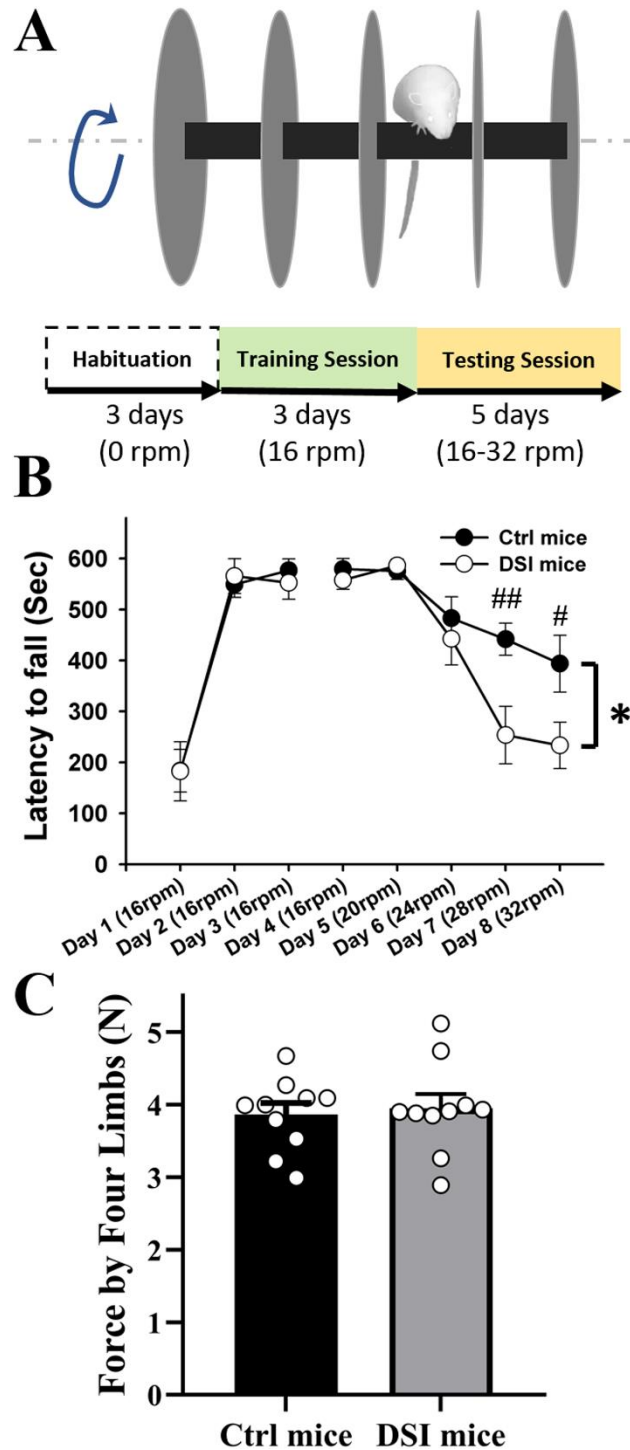 A
Habituation
Training Session
Testing Session
3 days
(0 rpm)
3 days
(16 rpm)
5 days
(16-32 rpm)
B
Ctrl mice
DSI mice
Latency to fall (Sec)
600
500
400
300
200
100
0
##
#
*
Day 1 (16rpm)
Day 2 (16rpm)
Day 3 (16rpm)
Day 4 (16rpm)
Day 5 (20rpm)
Day 6 (24rpm)
Day 7 (28rpm)
Day 8 (32rpm)
C
Force by Four Limbs (N)
5
4
3
2
1
0
Ctrl mice
DSI mice